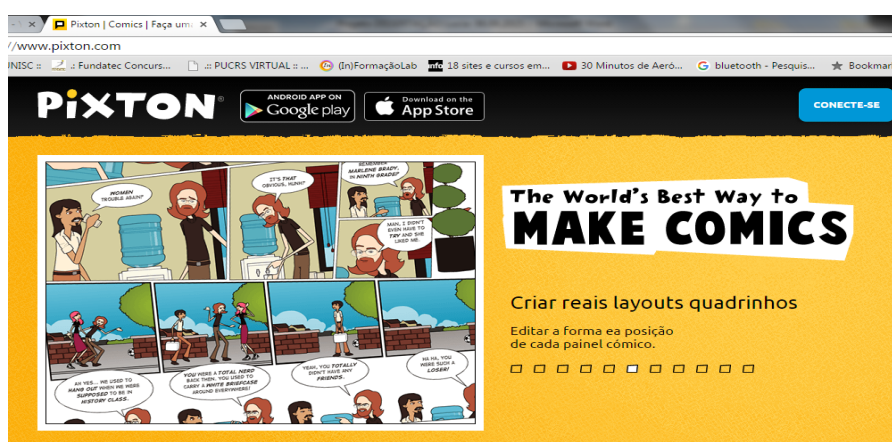 Pixton | Comics | Faça uma
//www.pixton.com
UNISC ::
.: Fundatec Concurs...
.:: PUCRS VIRTUAL :: ...
(In)FormaçãoLab
18 sites e cursos em...
30 Minutos de Aeró...
bluetooth - Pesquis...
Bookmar
PiXTON®
ANDROID APP ON
Google play
Download on the
App Store
CONECTE-SE
WOMEN
TROUBLE AGAIN?
IT'S THAT
OBVIOUS, HUNH?
REMEMBER
MARLENE BRADY,
IN NINTH GRADE?
MAN, I DIDN'T
EVEN HAVE TO
TRY AND SHE
LIKED ME.
AH YES... WE USED TO
HANG OUT WHEN WE WERE
SUPPOSED TO BE IN
HISTORY CLASS.
YOU WERE A TOTAL NERD
BACK THEN. YOU USED TO
CARRY A WHITE BRIEFCASE
AROUND EVERYWHERE!
YEAH, YOU TOTALLY
DIDN'T HAVE ANY
FRIENDS.
HA HA, YOU
WERE SUCH A
LOSER!
The World's Best Way to
MAKE COMICS
Criar reais layouts quadrinhos
Editar a forma ea posição
de cada painel cómico.